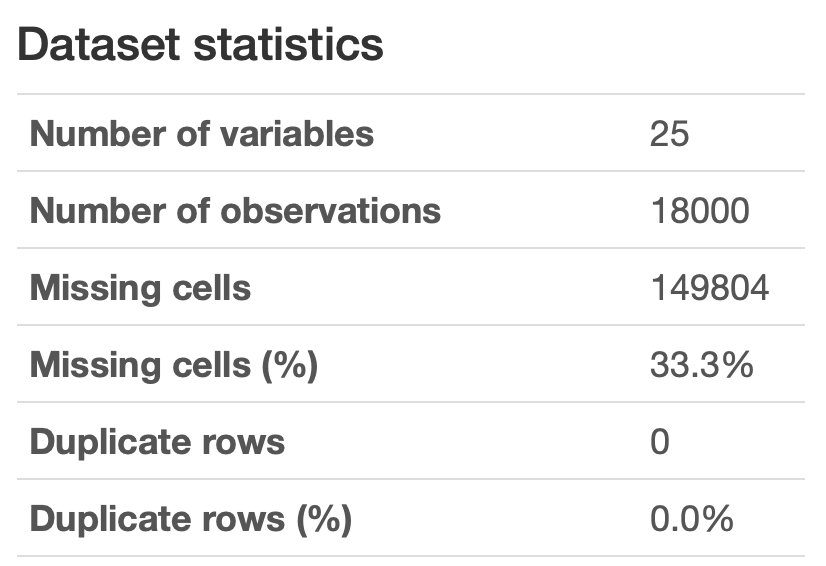 Dataset statistics
Number of variables 25
Number of observations 18000
Missing cells 149804
Missing cells (%) 33.3%
Duplicate rows 0
Duplicate rows (%) 0.0%